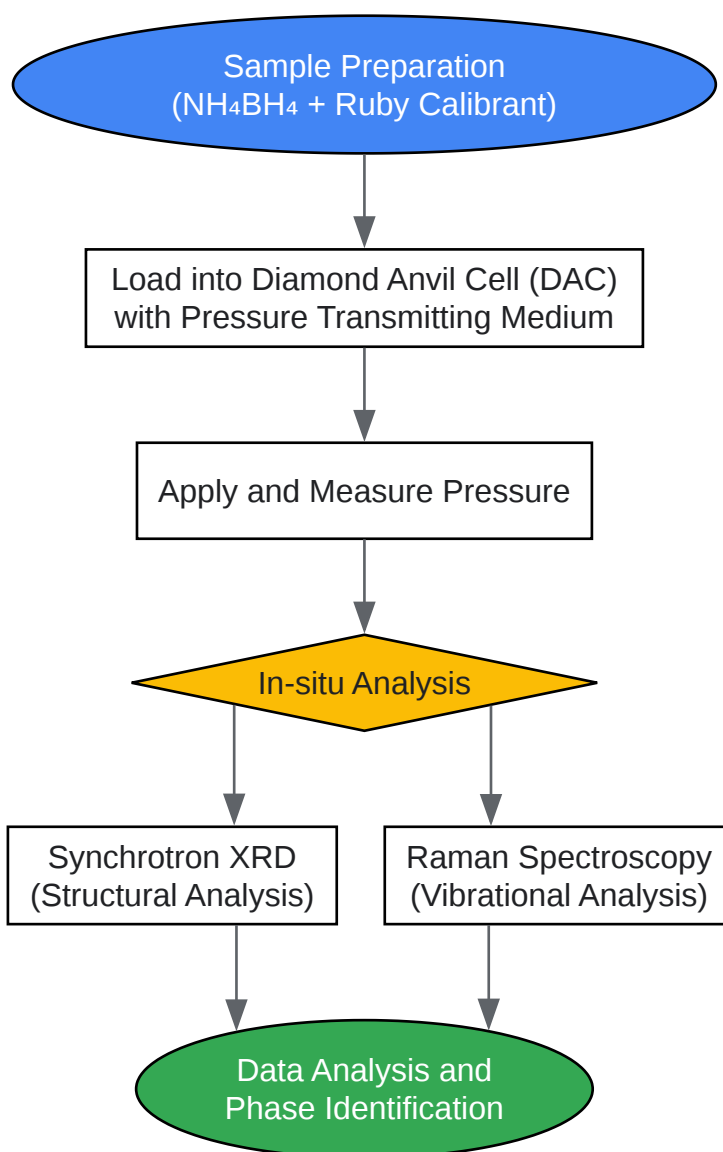 Sample Preparation
(NH₄BH₄ + Ruby Calibrant)
Load into Diamond Anvil Cell (DAC)
with Pressure Transmitting Medium
Apply and Measure Pressure
In-situ Analysis
Synchrotron XRD
(Structural Analysis)
Raman Spectroscopy
(Vibrational Analysis)
Data Analysis and
Phase Identification